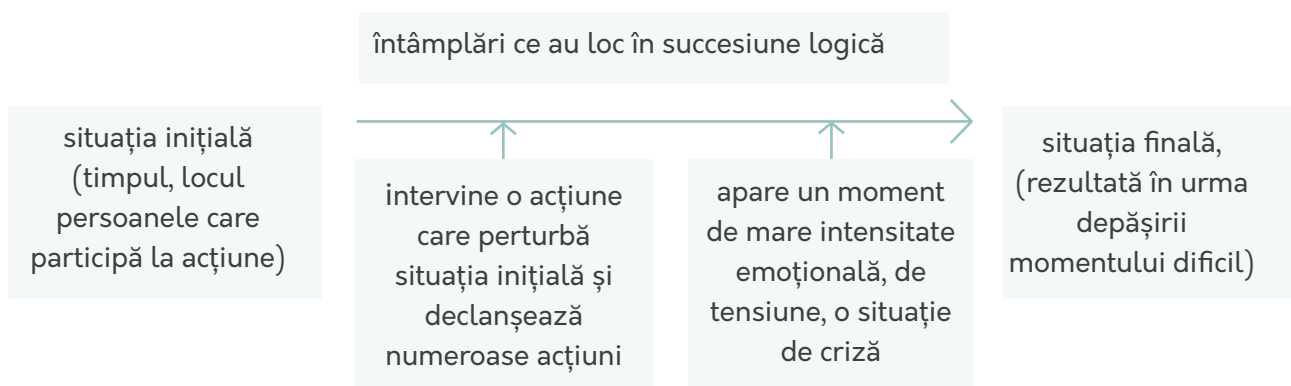 întâmplări ce au loc în succesiune logică
situația inițială
(timpul, locul
persoanele care
participă la acțiune)
intervine o acțiune
care perturbă
situația inițială și
declanșează
numeroase acțiuni
apare un moment
de mare intensitate
emoțională, de
tensiune, o situație
de criză
situația finală,
(rezultată în urma
depășirii
momentului dificil)